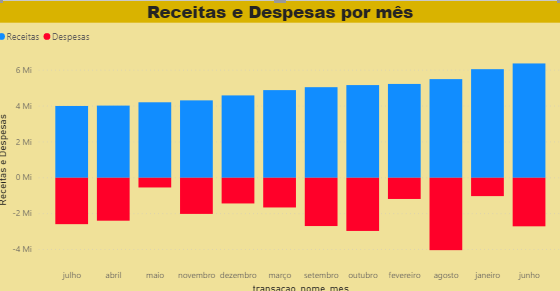 Receitas e Despesas por mês
Receitas Despesas
6 Mi
4 Mi
2 Mi
0 Mi
-2 Mi
-4 Mi
Receitas e Despesas
julho abril maio novembro dezembro março setembro outubro fevereiro agosto janeiro junho
transacao_nome_mes